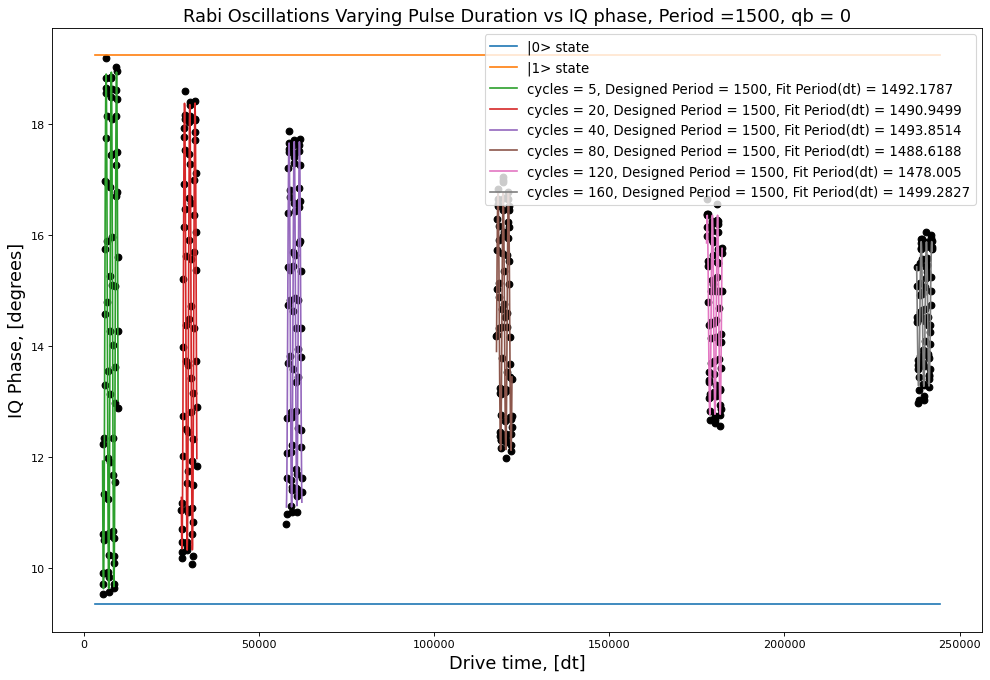 Rabi Oscillations Varying Pulse Duration vs IQ phase, Period =1500, qb = 0
|0> state
|1> state
cycles = 5, Designed Period = 1500, Fit Period(dt) = 1492.1787
cycles = 20, Designed Period = 1500, Fit Period(dt) = 1490.9499
cycles = 40, Designed Period = 1500, Fit Period(dt) = 1493.8514
cycles = 80, Designed Period = 1500, Fit Period(dt) = 1488.6188
cycles = 120, Designed Period = 1500, Fit Period(dt) = 1478.005
cycles = 160, Designed Period = 1500, Fit Period(dt) = 1499.2827
IQ Phase, [degrees]
18
16
14
12
10
0 50000 100000 150000 200000 250000
Drive time, [dt]